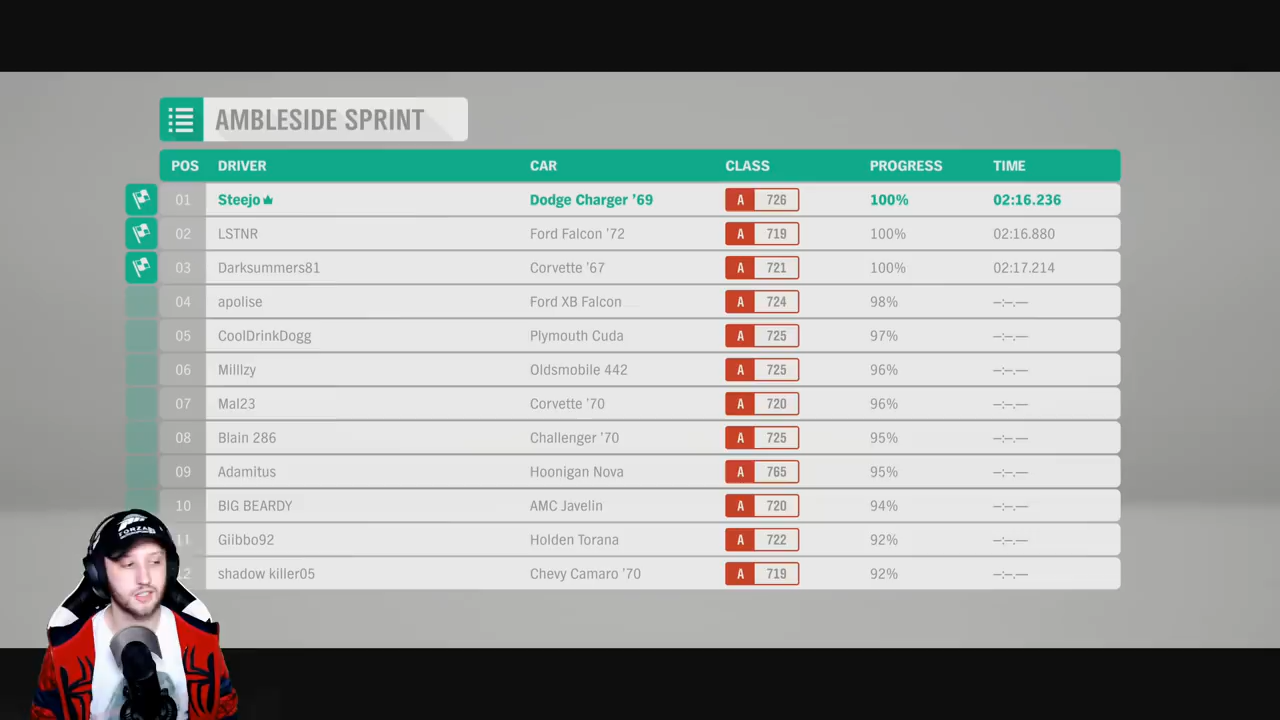 AMBLESIDE SPRINT
POS DRIVER CAR CLASS PROGRESS TIME
01 Steejo Dodge Charger ’69 A 726 100% 02:16.236
02 LSTNR Ford Falcon ’72 A 719 100% 02:16.880
03 Darksummers81 Corvette ’67 A 721 100% 02:17.214
04 apolise Ford XB Falcon A 724 98% --:--.---
05 CoolDrinkDogg Plymouth Cuda A 725 97% --:--.---
06 Milllzy Oldsmobile 442 A 725 96% --:--.---
07 Mal23 Corvette ’70 A 720 96% --:--.---
08 Blain 286 Challenger ’70 A 725 95% --:--.---
09 Adamitus Hoonigan Nova A 765 95% --:--.---
10 BIG BEARDY AMC Javelin A 720 94% --:--.---
11 Giibbo92 Holden Torana A 722 92% --:--.---
12 shadow killer05 Chevy Camaro ’70 A 719 92% --:--.---
FORZA